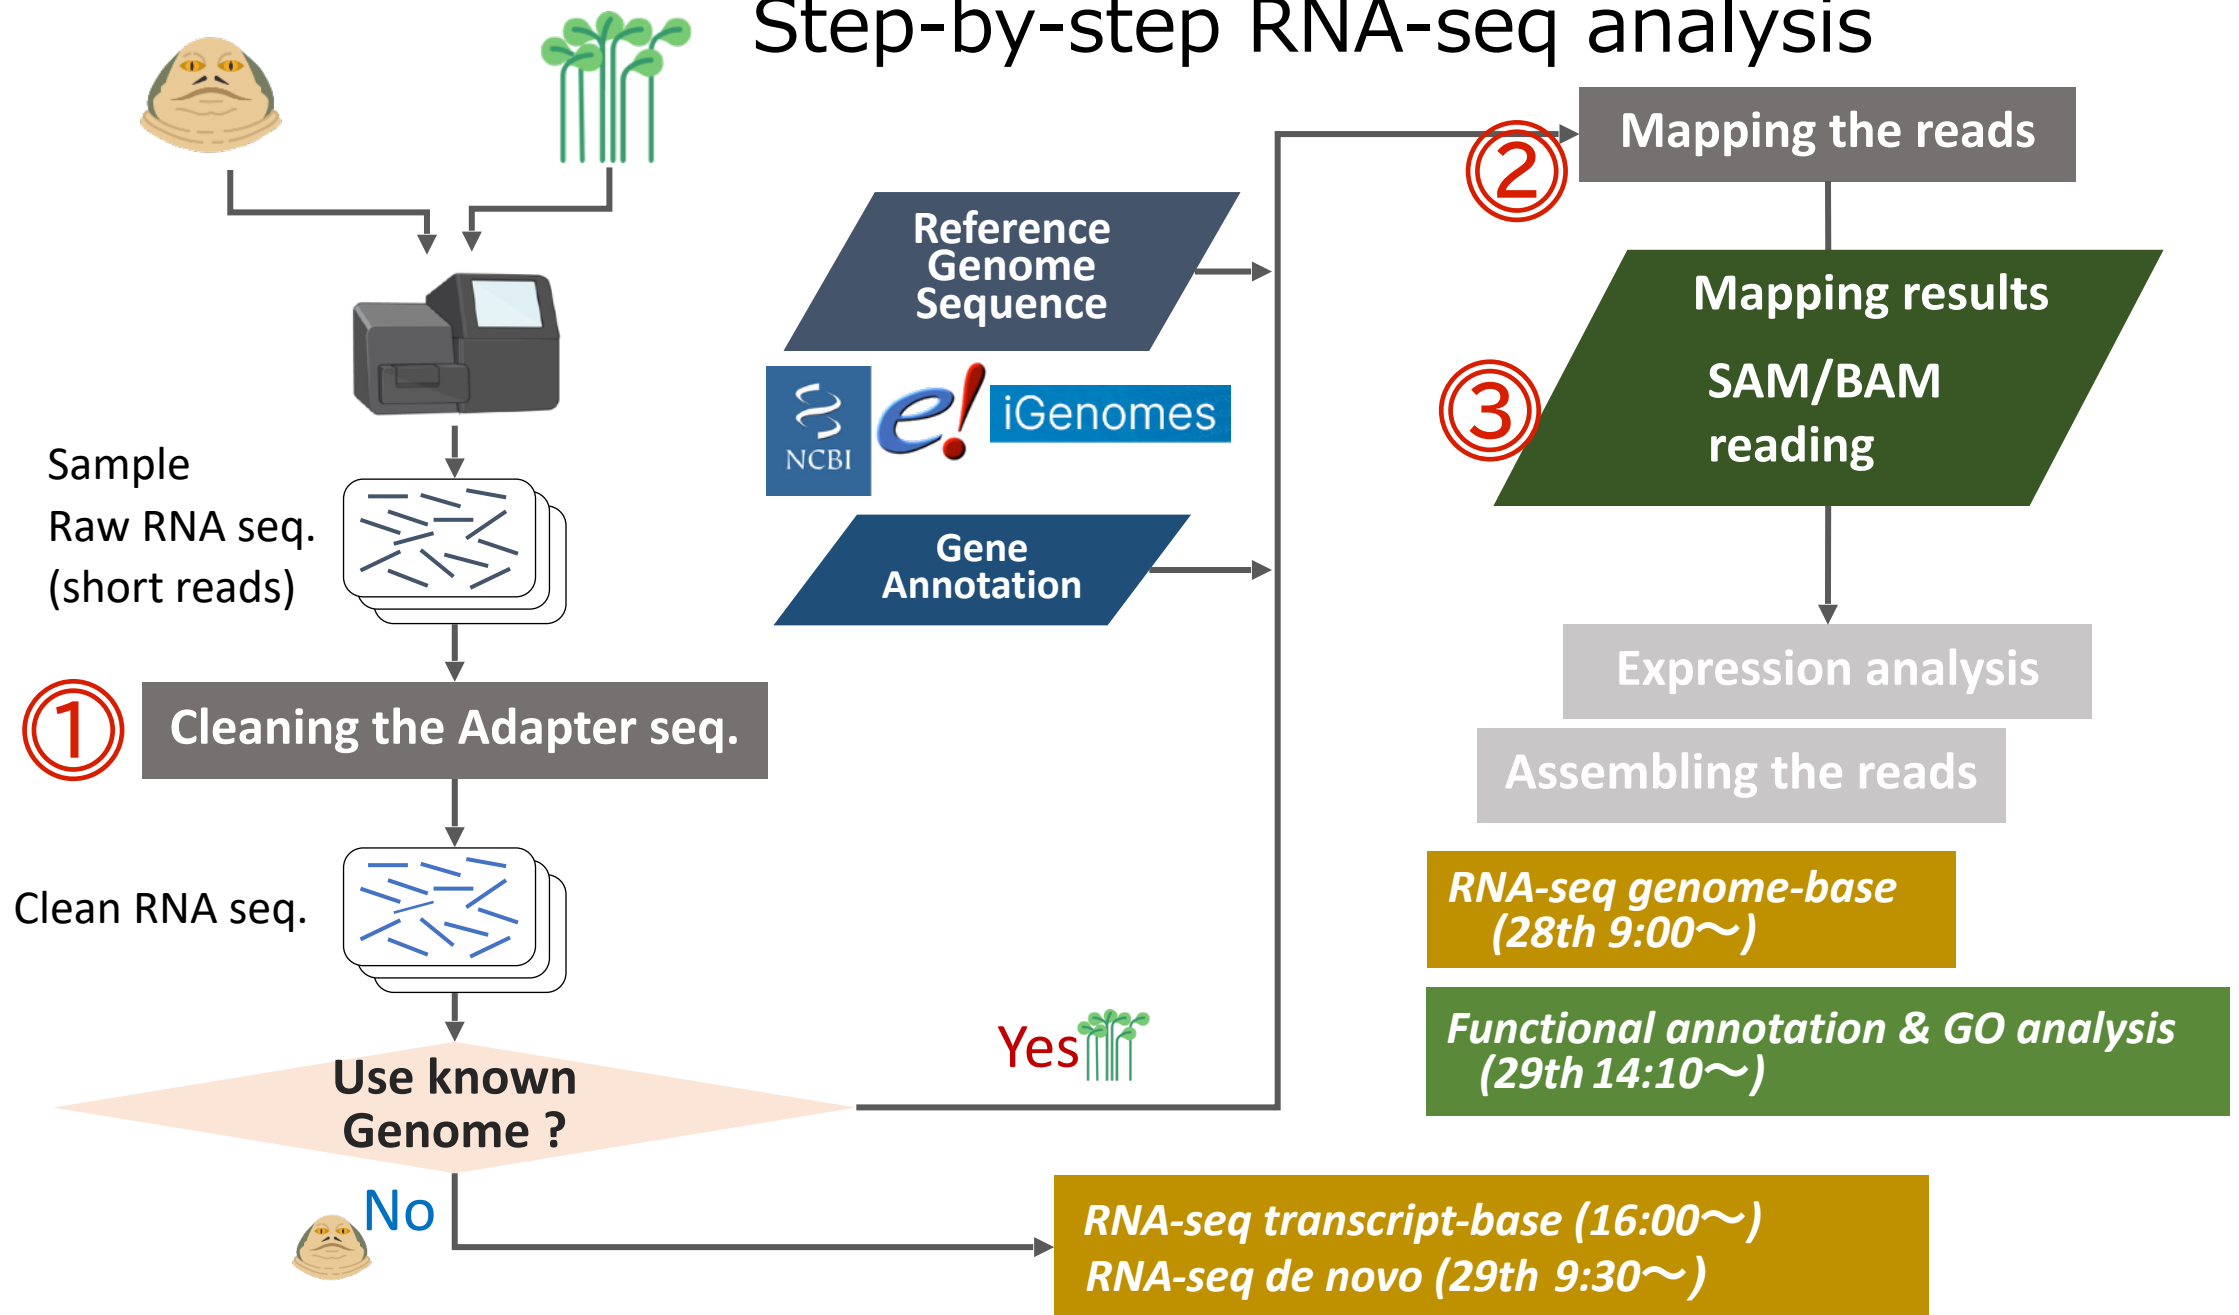 Step-by-step RNA-seq analysis
Sample
Raw RNA seq.
(short reads)
①
Cleaning the Adapter seq.
Clean RNA seq.
Use known
Genome ?
Yes
No
Reference
Genome
Sequence
NCBI
e!
iGenomes
Gene
Annotation
②
Mapping the reads
Mapping results
③
SAM/BAM
reading
Expression analysis
Assembling the reads
RNA-seq genome-base
(28th 9:00～)
Functional annotation & GO analysis
(29th 14:10～)
RNA-seq transcript-base (16:00～)
RNA-seq de novo (29th 9:30～)